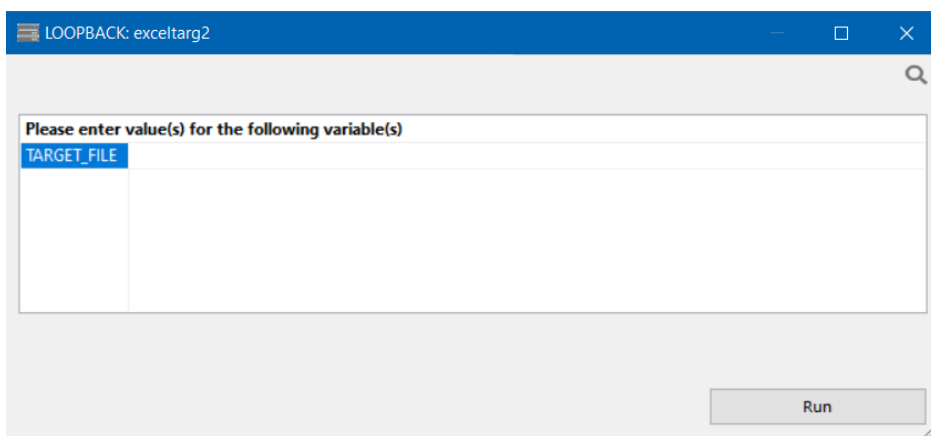 LOOPBACK: exceltarg2
Please enter value(s) for the following variable(s)
TARGET_FILE
Run